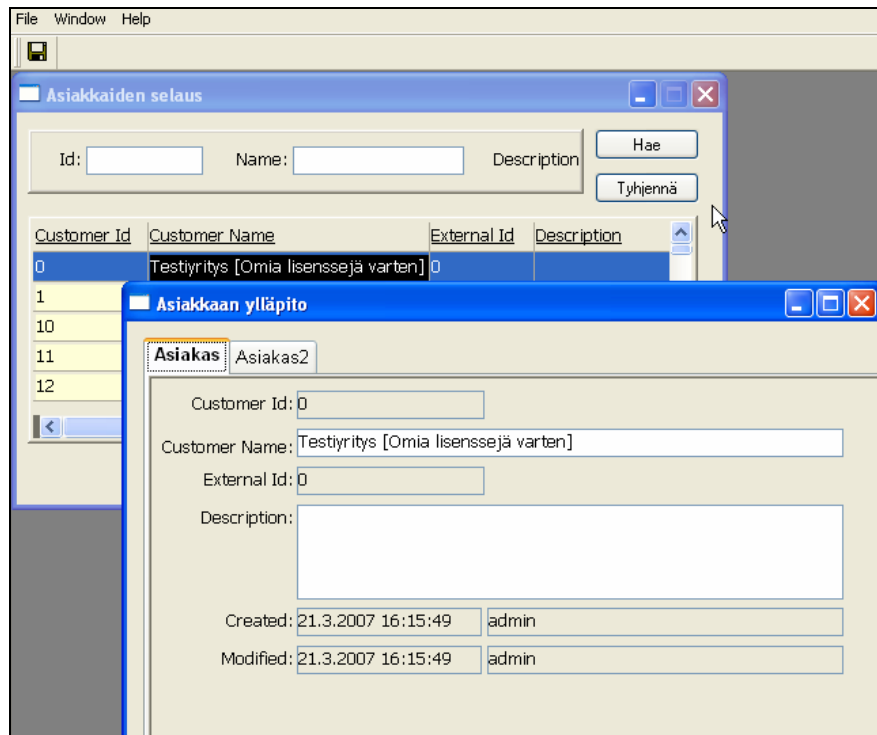 File Window Help
Asiakkaiden selaus
Id: Name: Description Hae
Tyhjennä
Customer Id Customer Name External Id Description
0 Testiyritys [Omia lisenssejä varten] 0
1
10
11
12
Asiakkaan ylläpito
Asiakas Asiakas2
Customer Id: 0
Customer Name: Testiyritys [Omia lisenssejä varten]
External Id: 0
Description:
Created: 21.3.2007 16:15:49 admin
Modified: 21.3.2007 16:15:49 admin